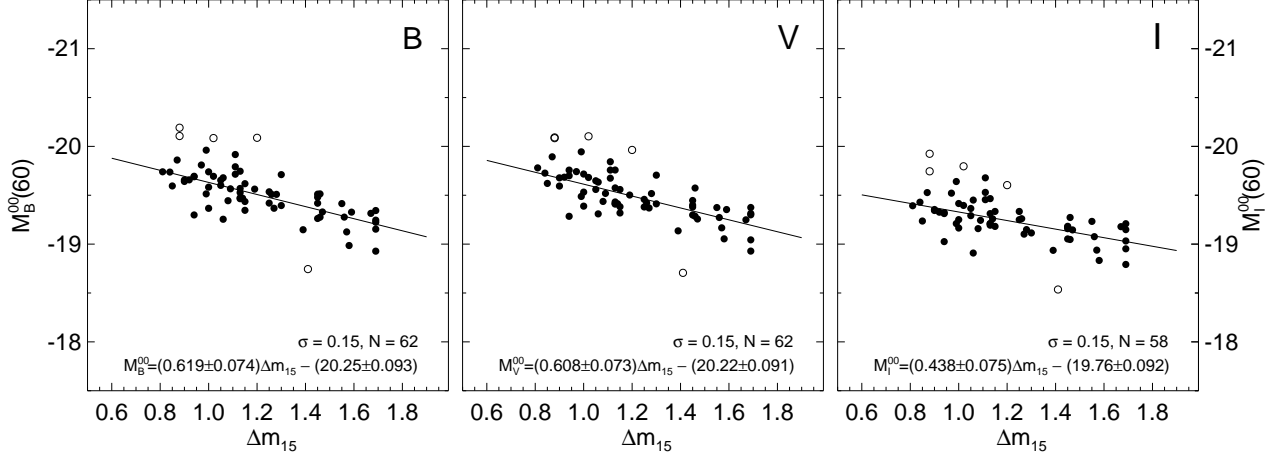 B
V
I
-21
-20
-19
-18
-21
-20
-19
-18
M_B^00(60)
M_I^00(60)
σ = 0.15, N = 62
M_B^00=(0.619±0.074)Δm_15 − (20.25±0.093)
σ = 0.15, N = 62
M_V^00=(0.608±0.073)Δm_15 − (20.22±0.091)
σ = 0.15, N = 58
M_I^00=(0.438±0.075)Δm_15 − (19.76±0.092)
0.6 0.8 1.0 1.2 1.4 1.6 1.8
0.6 0.8 1.0 1.2 1.4 1.6 1.8
0.6 0.8 1.0 1.2 1.4 1.6 1.8
Δm_15
Δm_15
Δm_15